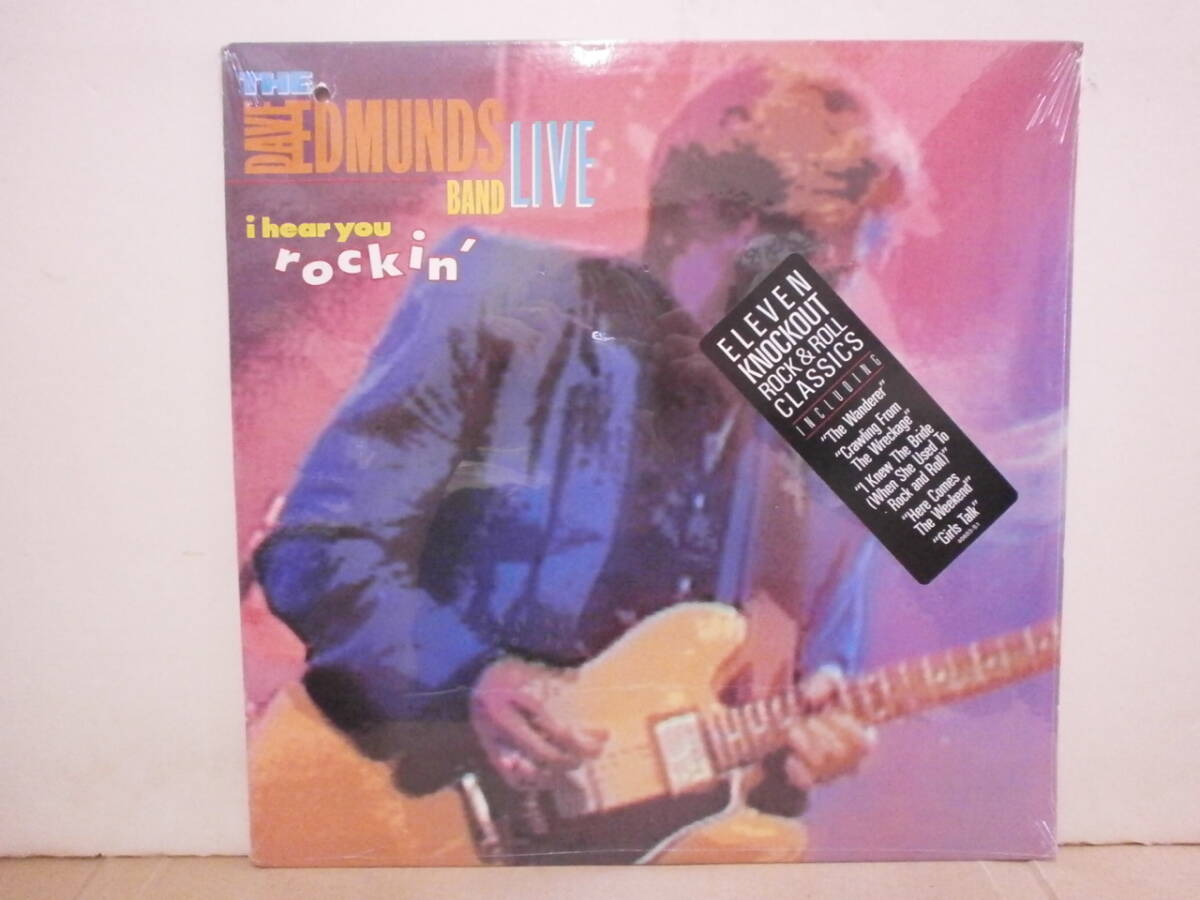 THE
DAVE EDMUNDS
BAND LIVE
i hear you
rockin'
ELEVEN
KNOCKOUT
ROCK & ROLL
CLASSICS
INCLUDING
"The Wanderer"
"Crawling From
The Wreckage"
"I Knew The Bride
(When She Used To
Rock and Roll)"
"Here Comes
The Weekend"
"Girls Talk"